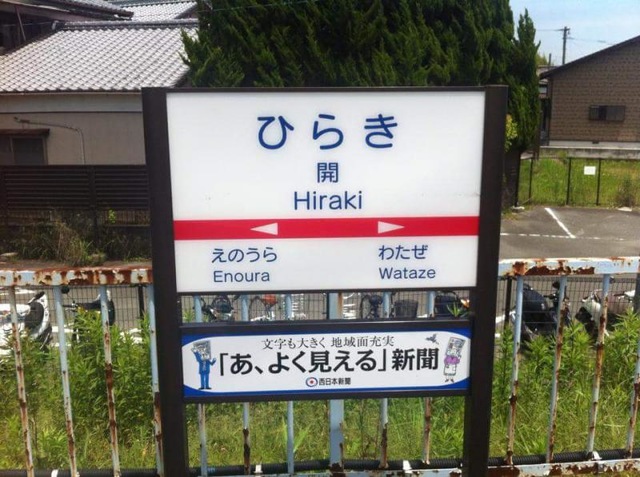 ひらき
開
Hiraki
えのうら わたぜ
Enoura Wataze
文字も大きく 地域面充実
「あ、よく見える」新聞
西日本新聞